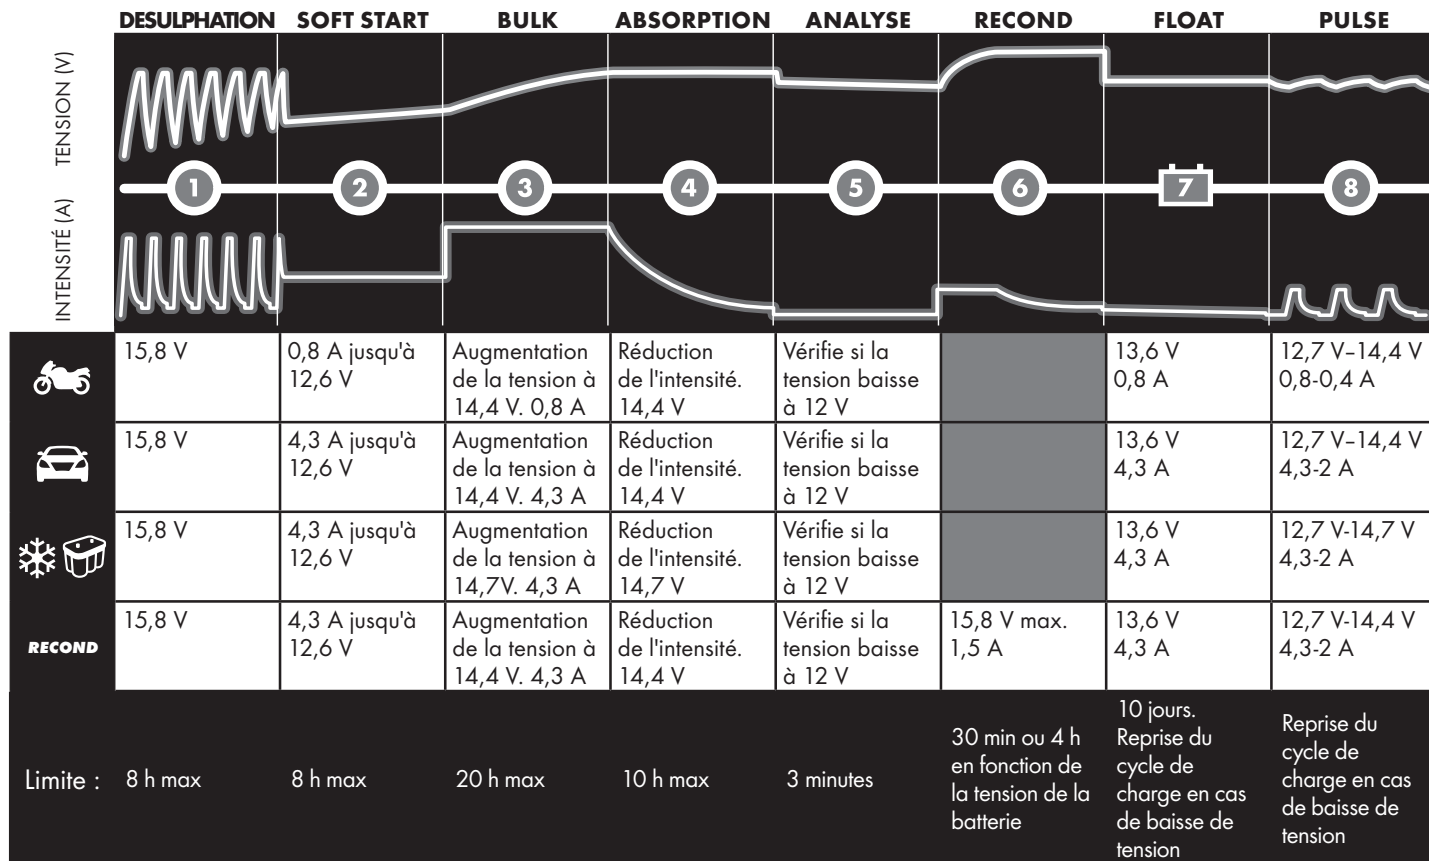 DESULPHATION SOFT START BULK ABSORPTION ANALYSE RECOND FLOAT PULSE
TENSION (V)
1 2 3 4 5 6 7 8
INTENSITÉ (A)
15,8 V
0,8 A jusqu'à
12,6 V
Augmentation
de la tension à
14,4 V. 0,8 A
Réduction
de l'intensité.
14,4 V
Vérifie si la
tension baisse
à 12 V
13,6 V
0,8 A
12,7 V–14,4 V
0,8-0,4 A
15,8 V
4,3 A jusqu'à
12,6 V
Augmentation
de la tension à
14,4 V. 4,3 A
Réduction
de l'intensité.
14,4 V
Vérifie si la
tension baisse
à 12 V
13,6 V
4,3 A
12,7 V–14,4 V
4,3-2 A
15,8 V
4,3 A jusqu'à
12,6 V
Augmentation
de la tension à
14,7V. 4,3 A
Réduction
de l'intensité.
14,7 V
Vérifie si la
tension baisse
à 12 V
13,6 V
4,3 A
12,7 V-14,7 V
4,3-2 A
RECOND
15,8 V
4,3 A jusqu'à
12,6 V
Augmentation
de la tension à
14,4 V. 4,3 A
Réduction
de l'intensité.
14,4 V
Vérifie si la
tension baisse
à 12 V
15,8 V max.
1,5 A
13,6 V
4,3 A
12,7 V-14,4 V
4,3-2 A
Limite :
8 h max
8 h max
20 h max
10 h max
3 minutes
30 min ou 4 h
en fonction de
la tension de la
batterie
10 jours.
Reprise du
cycle de
charge en cas
de baisse de
tension
Reprise du
cycle de
charge en cas
de baisse de
tension